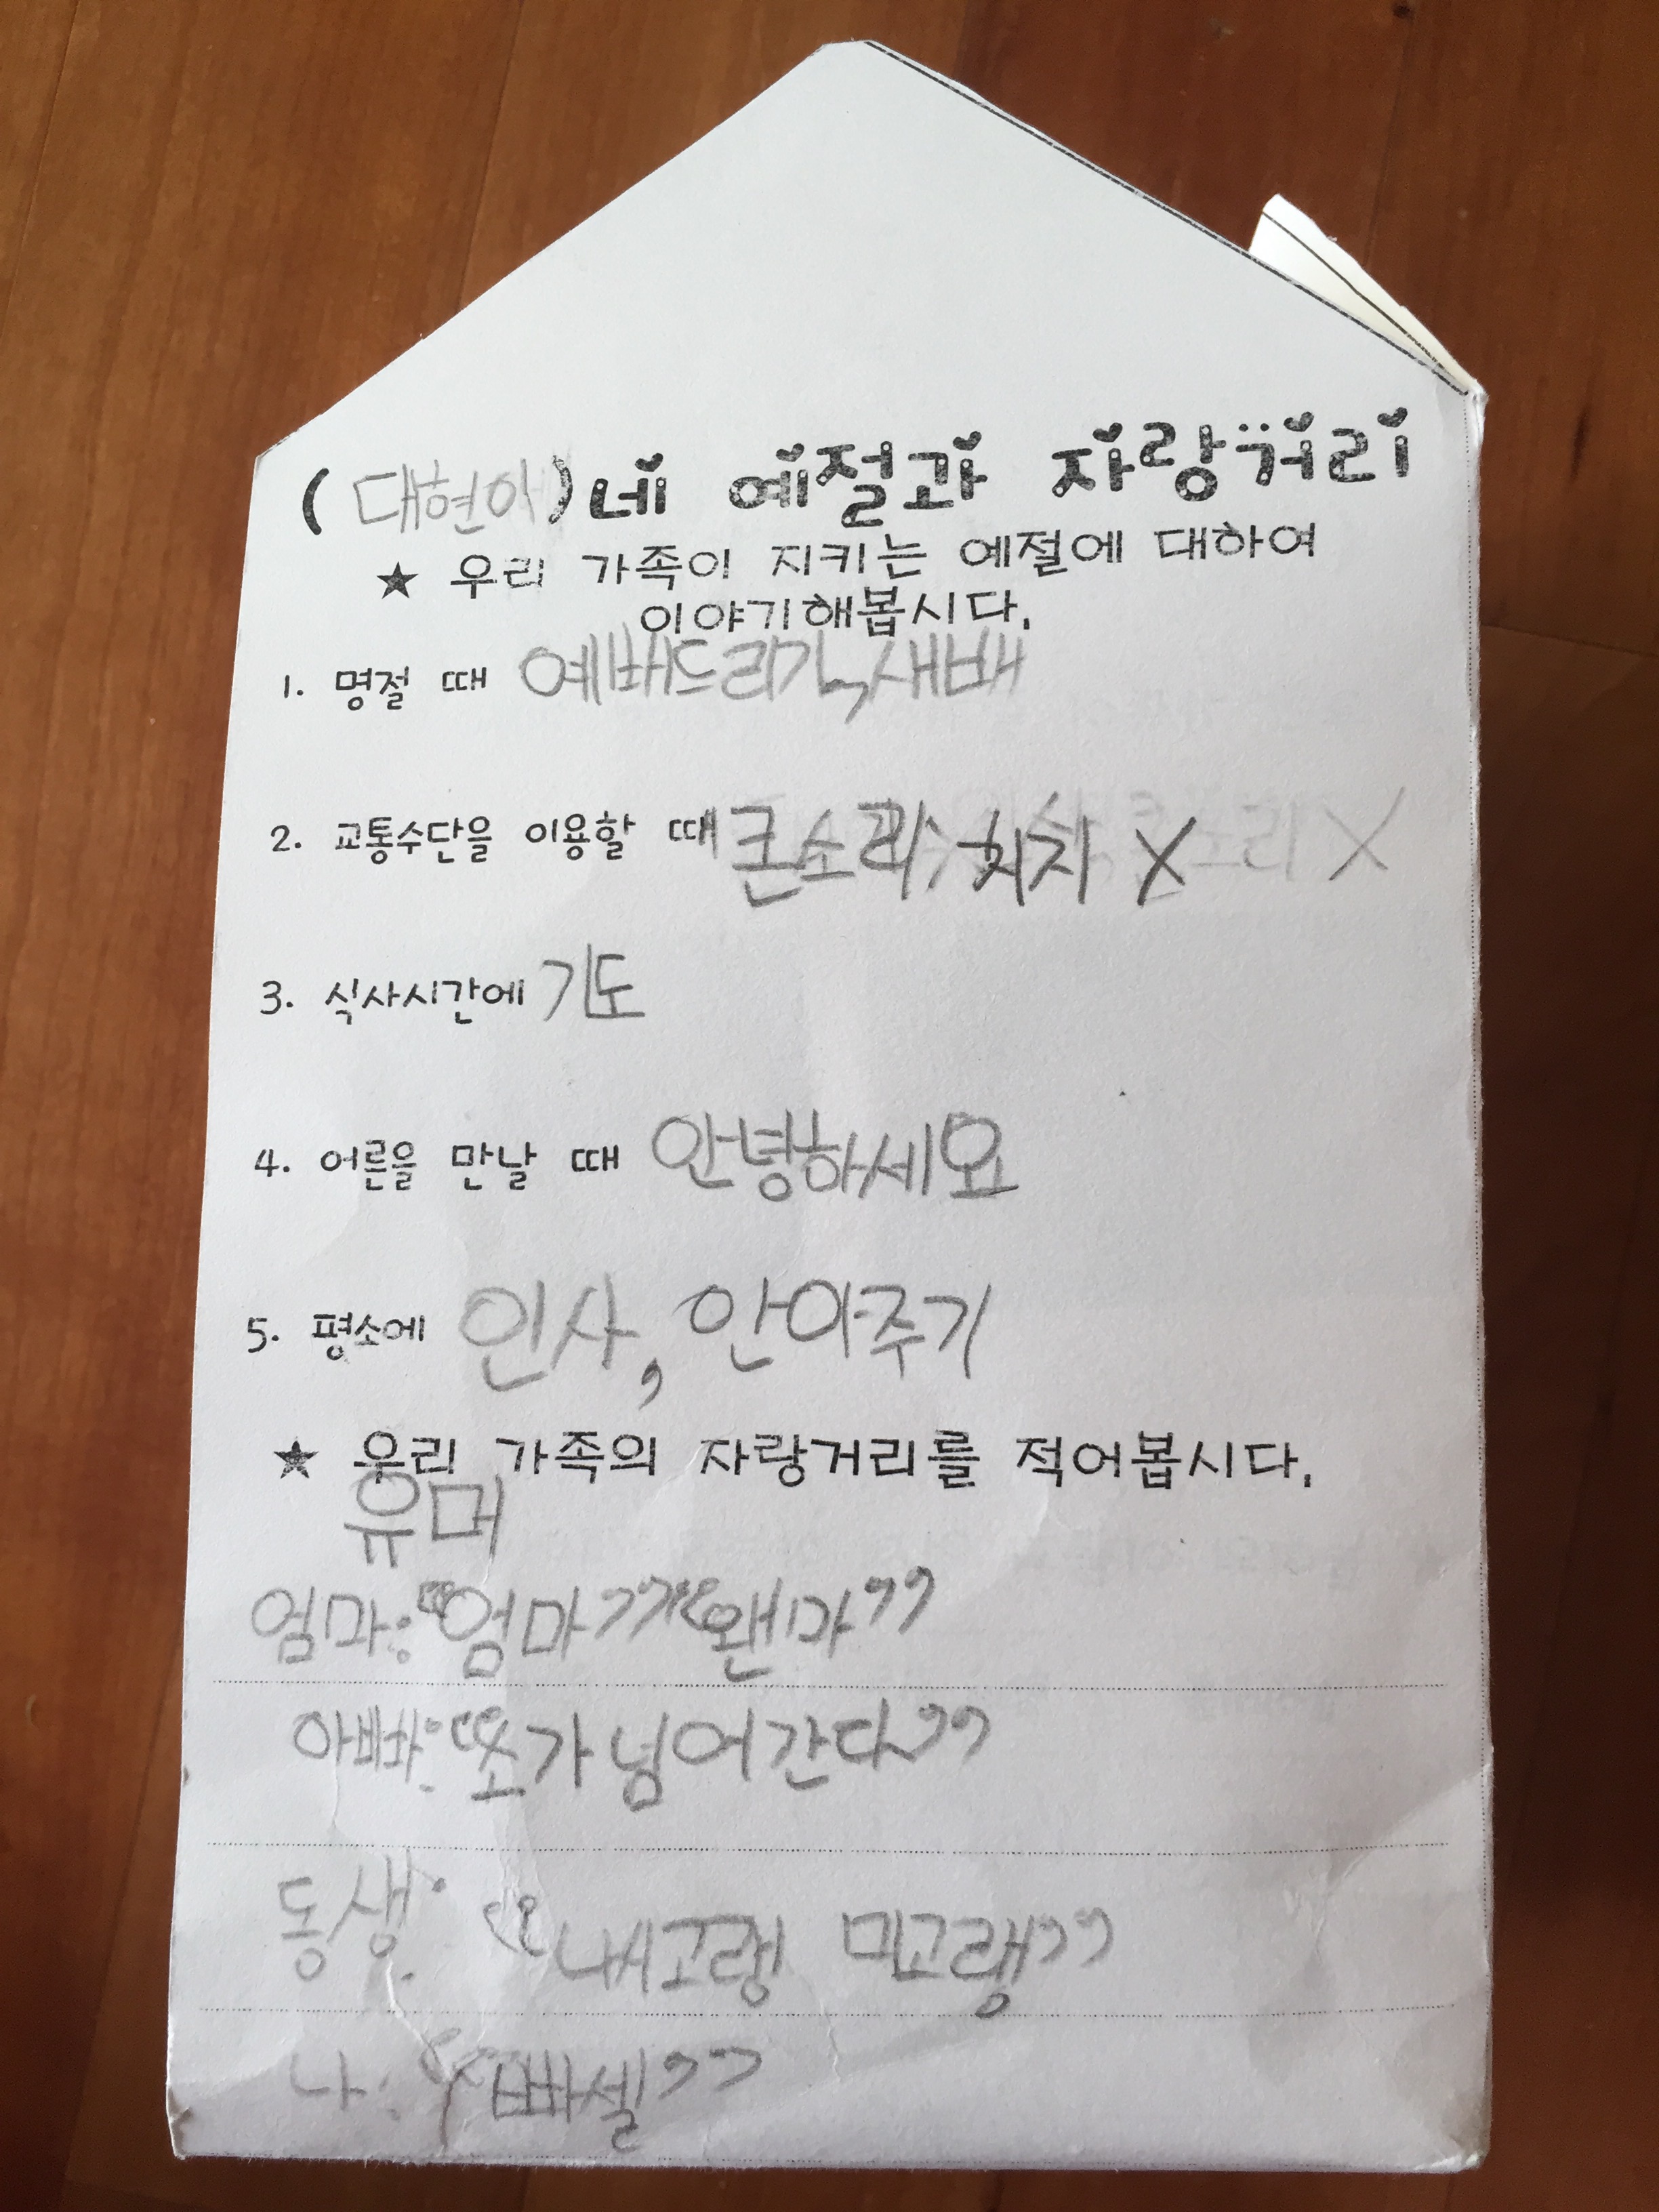 (대현이)네 예절과 자랑거리
★ 우리 가족이 지키는 예절에 대하여
이야기해봅시다.
1. 명절 때 예배드리기, 새배
2. 교통수단을 이용할 때 큰소리 치지 X
3. 식사시간에 기도
4. 어른을 만날 때 안녕하세요
5. 평소에 인사, 안아주기
★ 우리 가족의 자랑거리를 적어봅시다.
유머
엄마: "엄마" "왠마"
아빠: "소가 넘어간다"
동생: "내고랭 미고랭"
나: "빠셀"